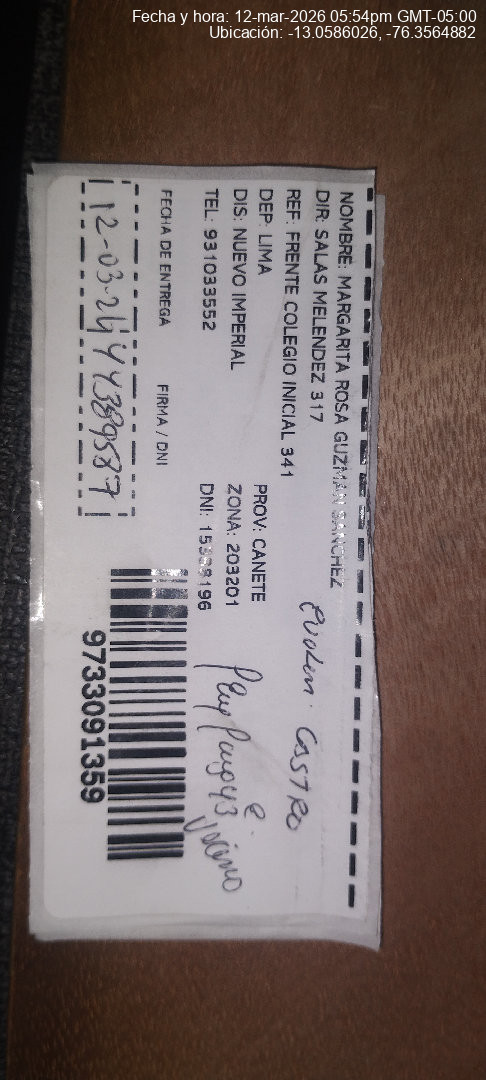 Fecha y hora: 12-mar-2026 05:54pm GMT-05:00
Ubicación: -13.0586026, -76.3564882
NOMBRE: MARGARITA ROSA GUZMAN SANCHEZ
DIR: SALAS MELENDEZ 317
REF: FRENTE COLEGIO INICIAL 341
DEP: LIMA PROV: CANETE
DIS: NUEVO IMPERIAL ZONA: 203201
TEL: 931033552 DNI:
CASTRO
FECHA DE ENTREGA FIRMA / DNI
12-03-26 44389587
9733091359